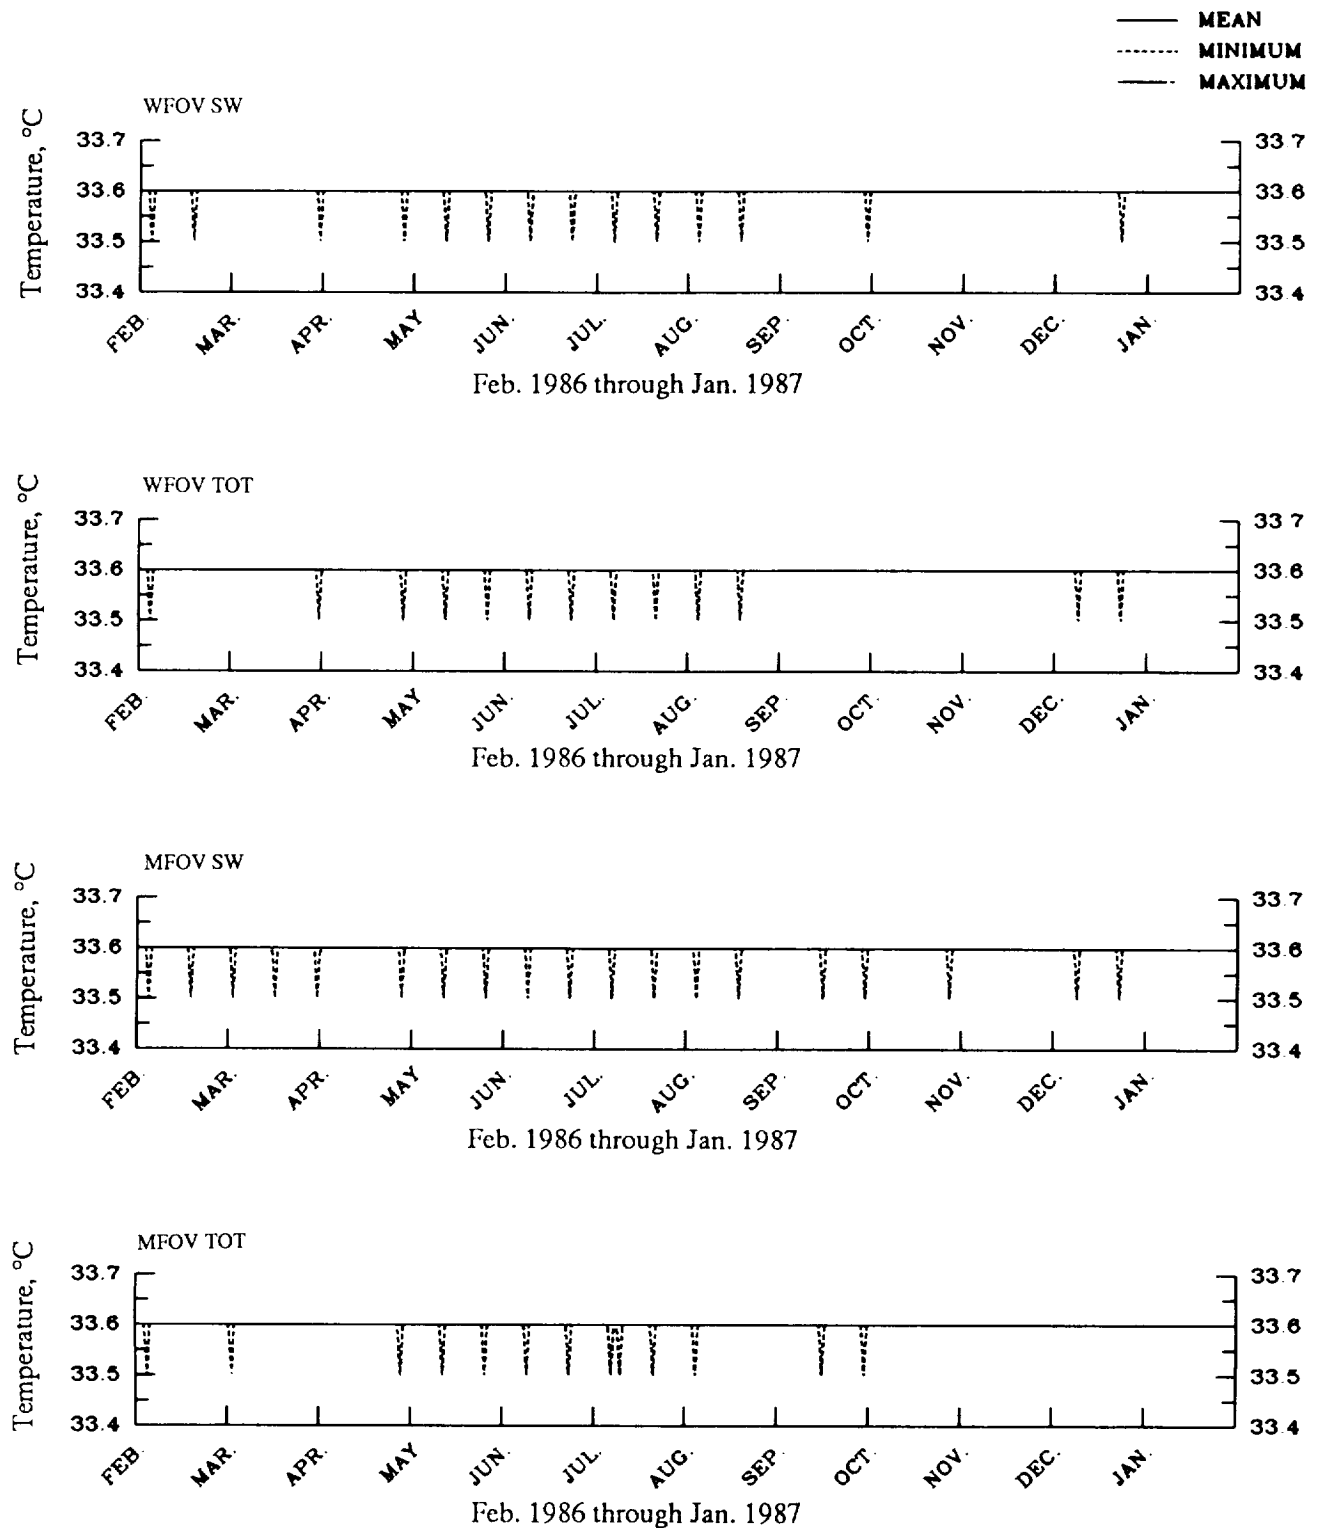 MEAN
MINIMUM
MAXIMUM
WFOV SW
Temperature, °C
33.7 33.7
33.6 33.6
33.5 33.5
33.4 33.4
FEB. MAR. APR. MAY JUN. JUL. AUG. SEP. OCT. NOV. DEC. JAN.
Feb. 1986 through Jan. 1987
WFOV TOT
Temperature, °C
33.7 33.7
33.6 33.6
33.5 33.5
33.4 33.4
FEB. MAR. APR. MAY JUN. JUL. AUG. SEP. OCT. NOV. DEC. JAN.
Feb. 1986 through Jan. 1987
MFOV SW
Temperature, °C
33.7 33.7
33.6 33.6
33.5 33.5
33.4 33.4
FEB. MAR. APR. MAY JUN. JUL. AUG. SEP. OCT. NOV. DEC. JAN.
Feb. 1986 through Jan. 1987
MFOV TOT
Temperature, °C
33.7 33.7
33.6 33.6
33.5 33.5
33.4 33.4
FEB. MAR. APR. MAY JUN. JUL. AUG. SEP. OCT. NOV. DEC. JAN.
Feb. 1986 through Jan. 1987